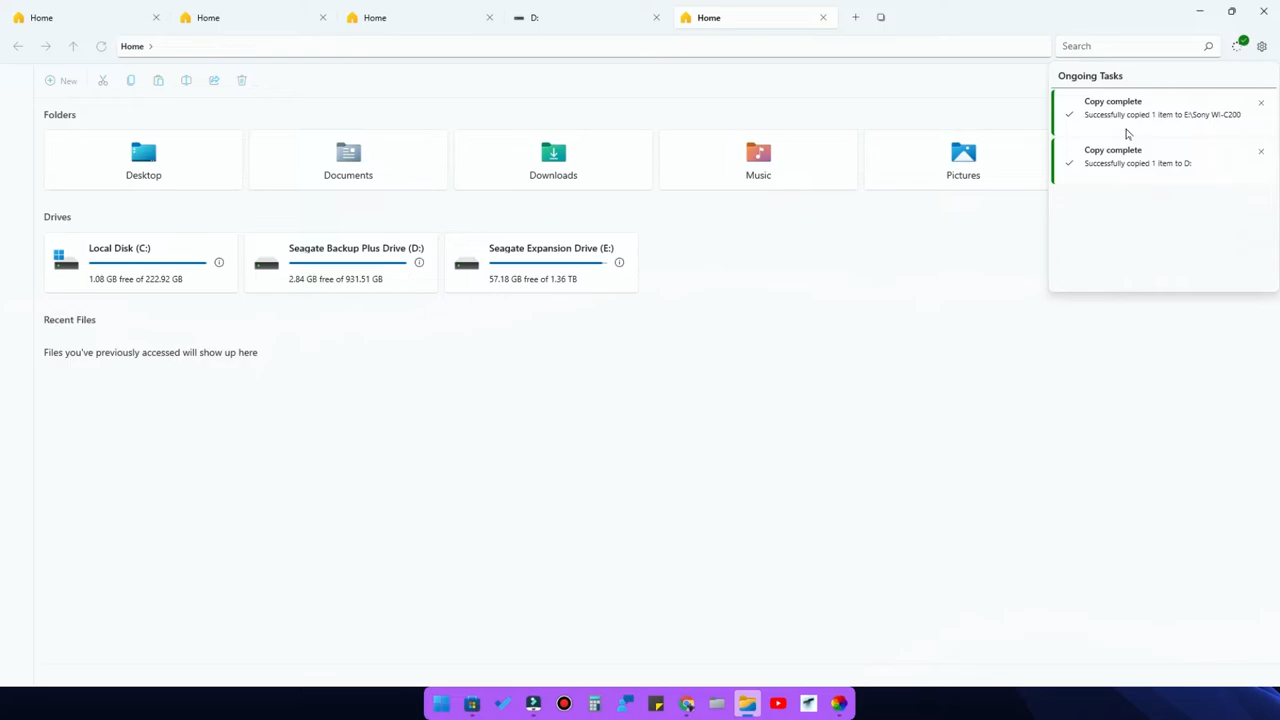 Home
Home
Home
D:
Home
Home
Search
New
Ongoing Tasks
Copy complete
Successfully copied 1 item to E:\Sony WI-C200
Copy complete
Successfully copied 1 item to D:
Folders
Desktop
Documents
Downloads
Music
Pictures
Drives
Local Disk (C:)
1.08 GB free of 222.92 GB
Seagate Backup Plus Drive (D:)
2.84 GB free of 931.51 GB
Seagate Expansion Drive (E:)
57.18 GB free of 1.36 TB
Recent Files
Files you've previously accessed will show up here